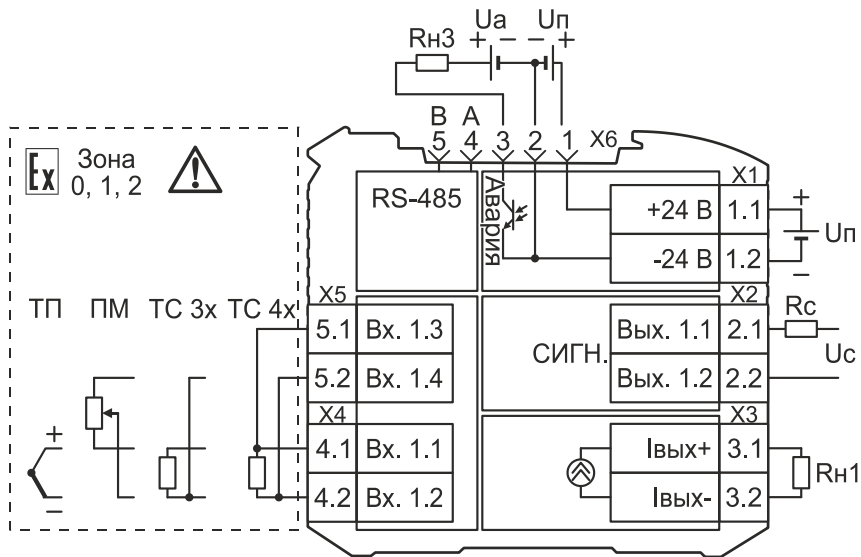 Uа Uп
+ − − +
Rн3
B A
5 4 3 2 1 X6
Ex Зона
0, 1, 2
RS-485
Авария
X1
+24 В 1.1
-24 В 1.2
+
Uп
−
ТП ПМ ТС 3х ТС 4х
X5
5.1 Вх. 1.3
5.2 Вх. 1.4
X4
4.1 Вх. 1.1
4.2 Вх. 1.2
+
−
X2
СИГН.
Вых. 1.1 2.1
Вых. 1.2 2.2
Rс
Uс
X3
Iвых+ 3.1
Iвых- 3.2
Rн1